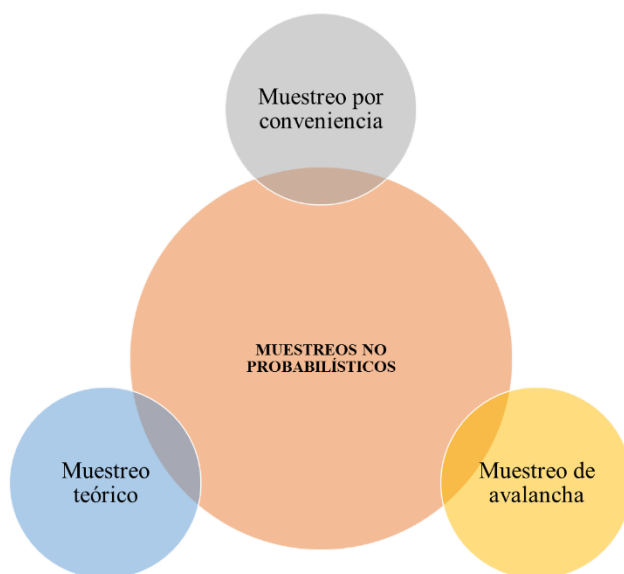 Muestreo por
conveniencia
MUESTREOS NO
PROBABILÍSTICOS
Muestreo
teórico
Muestreo de
avalancha